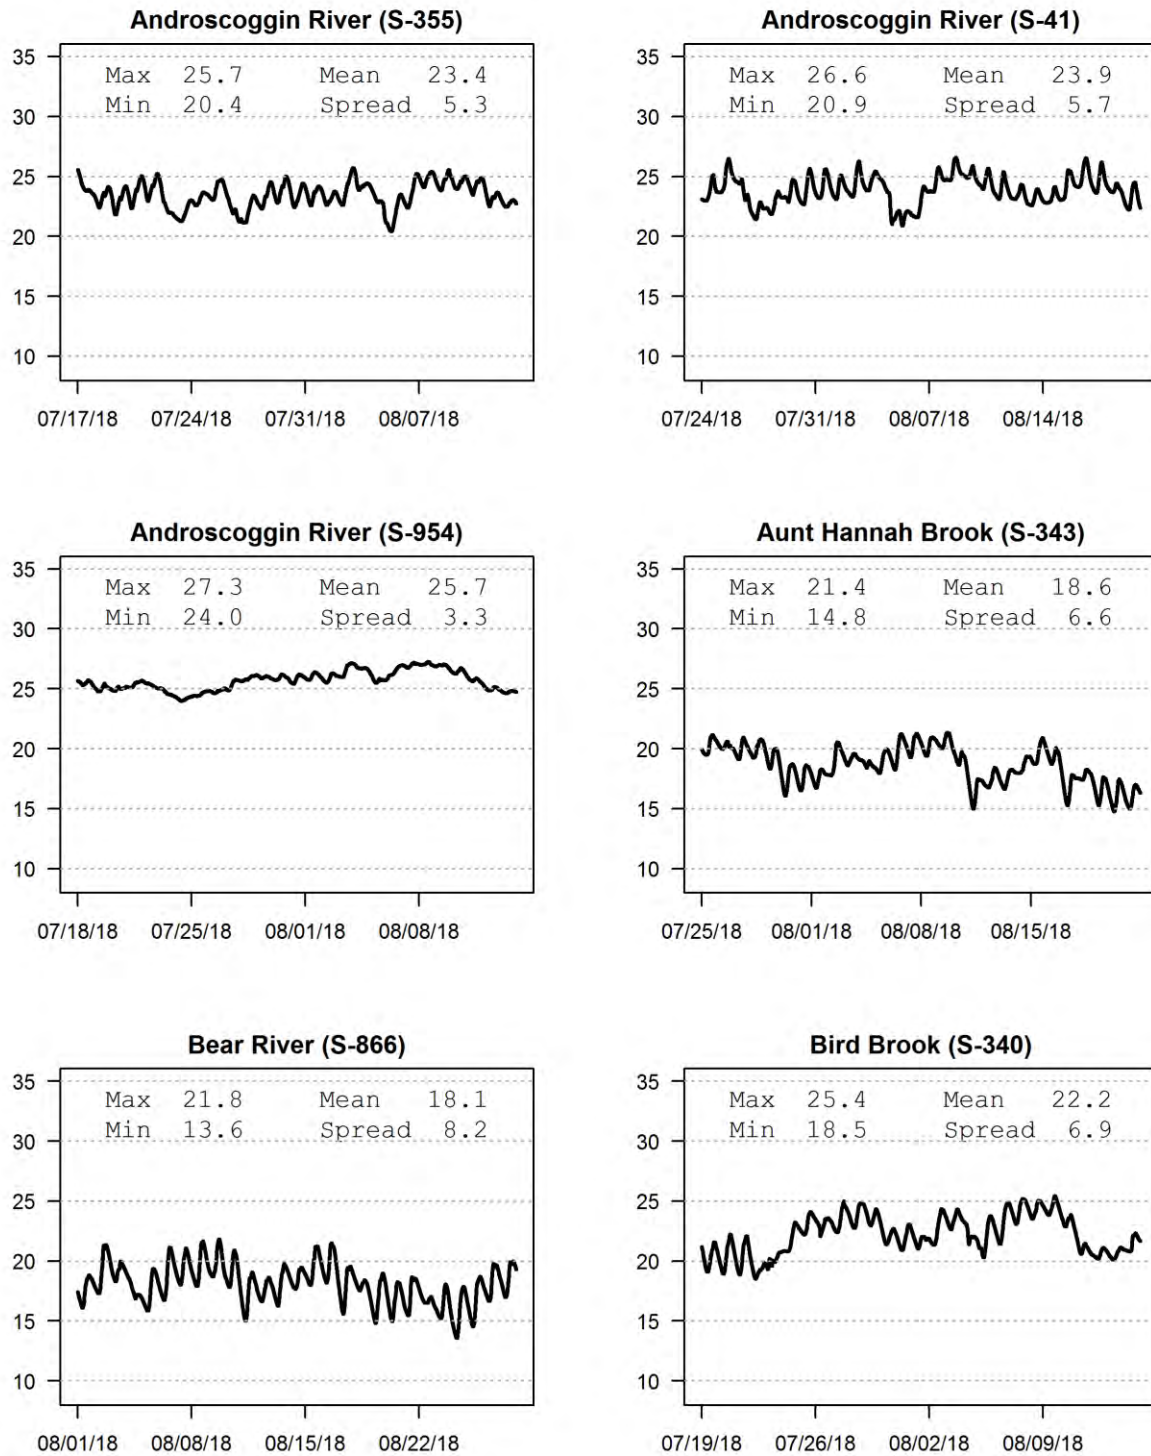 Androscoggin River (S-355)
Max 25.7 Mean 23.4
Min 20.4 Spread 5.3
35
30
25
20
15
10
07/17/18 07/24/18 07/31/18 08/07/18
Androscoggin River (S-41)
Max 26.6 Mean 23.9
Min 20.9 Spread 5.7
35
30
25
20
15
10
07/24/18 07/31/18 08/07/18 08/14/18
Androscoggin River (S-954)
Max 27.3 Mean 25.7
Min 24.0 Spread 3.3
35
30
25
20
15
10
07/18/18 07/25/18 08/01/18 08/08/18
Aunt Hannah Brook (S-343)
Max 21.4 Mean 18.6
Min 14.8 Spread 6.6
35
30
25
20
15
10
07/25/18 08/01/18 08/08/18 08/15/18
Bear River (S-866)
Max 21.8 Mean 18.1
Min 13.6 Spread 8.2
35
30
25
20
15
10
08/01/18 08/08/18 08/15/18 08/22/18
Bird Brook (S-340)
Max 25.4 Mean 22.2
Min 18.5 Spread 6.9
35
30
25
20
15
10
07/19/18 07/26/18 08/02/18 08/09/18